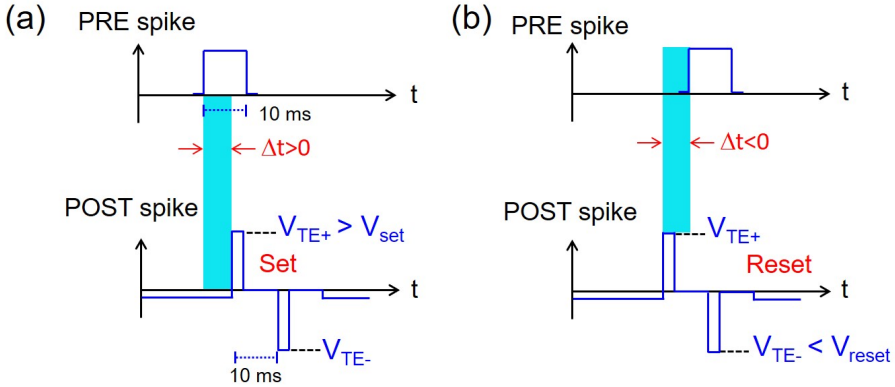 (a)
PRE spike
t
10 ms
Δt>0
POST spike
V_TE+ > V_set
Set
t
V_TE-
10 ms
(b)
PRE spike
t
Δt<0
POST spike
V_TE+
Reset
t
V_TE- < V_reset